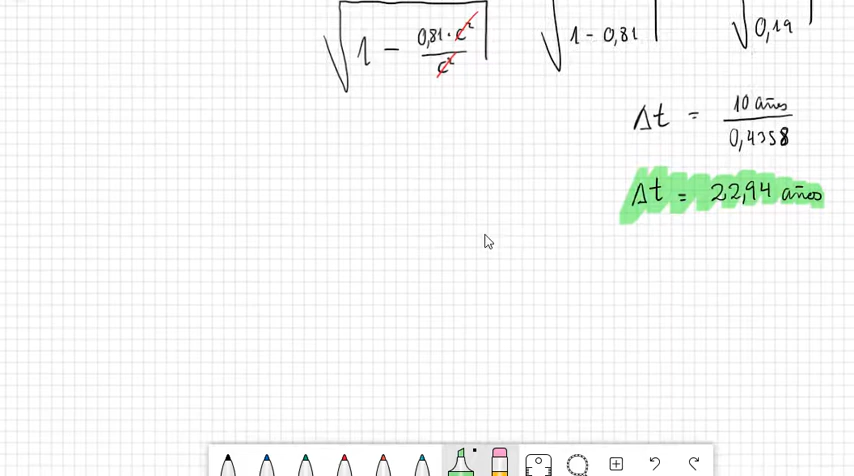 √(1 - 0,81 · c²/c²) √(1 - 0,81) √0,19
Δt = 10 años / 0,4358
Δt = 22,94 años